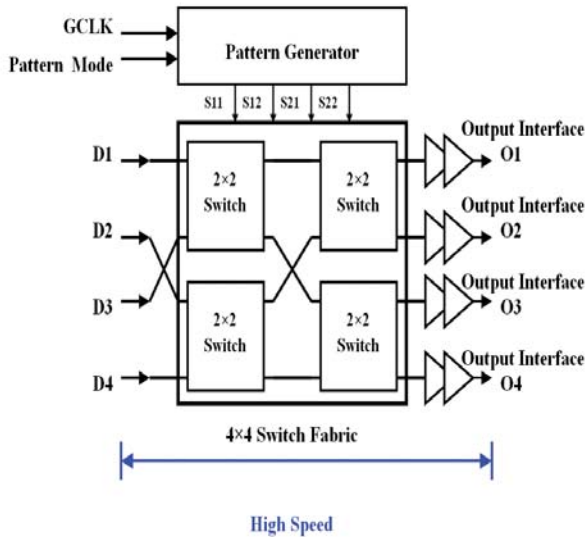 GCLK
Pattern Mode
Pattern Generator
S11 S12 S21 S22
D1
D2
D3
D4
2×2
Switch
2×2
Switch
2×2
Switch
2×2
Switch
Output Interface
O1
Output Interface
O2
Output Interface
O3
Output Interface
O4
4×4 Switch Fabric
High Speed